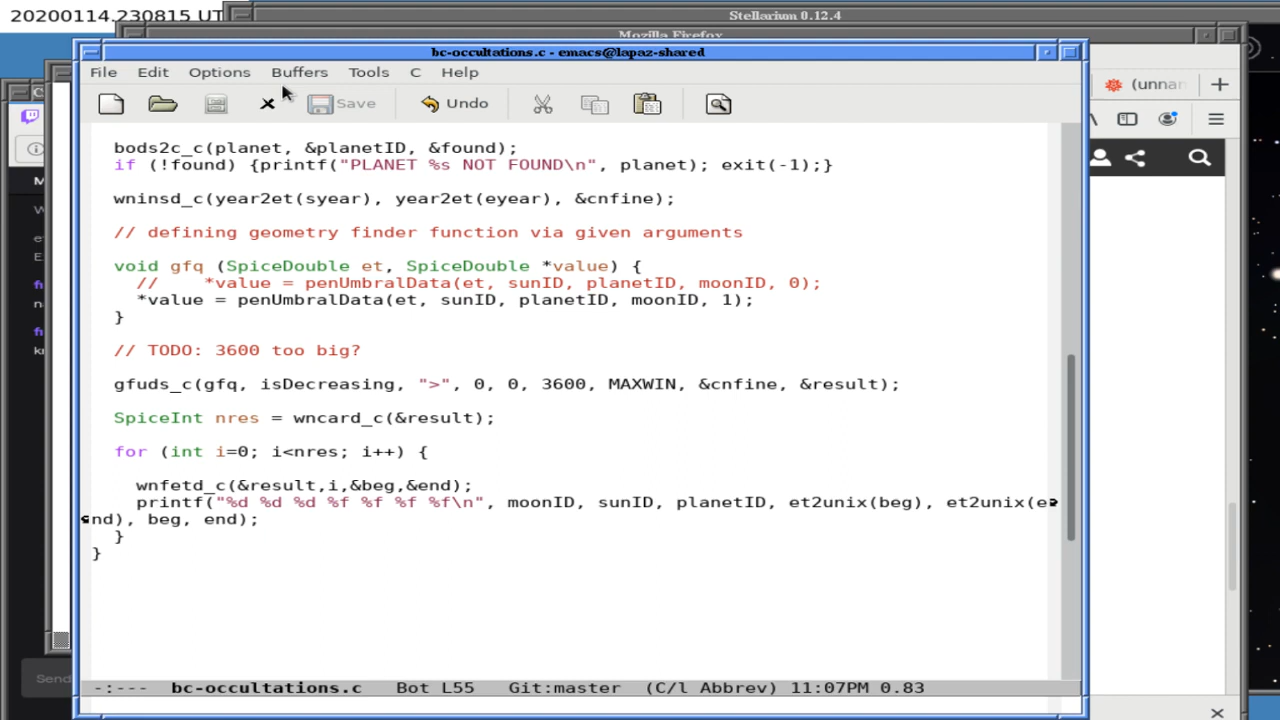 20200114.230815 UT
Stellarium 0.12.4
Mozilla Firefox
bc-occultations.c - emacs@lapaz-shared
File Edit Options Buffers Tools C Help
Save Undo
(unnar
bods2c_c(planet, &planetID, &found);
if (!found) {printf("PLANET %s NOT FOUND\n", planet); exit(-1);}
wninsd_c(year2et(syear), year2et(eyear), &cnfine);
// defining geometry finder function via given arguments
void gfq (SpiceDouble et, SpiceDouble *value) {
//    *value = penUmbralData(et, sunID, planetID, moonID, 0);
*value = penUmbralData(et, sunID, planetID, moonID, 1);
}
// TODO: 3600 too big?
gfuds_c(gfq, isDecreasing, ">", 0, 0, 3600, MAXWIN, &cnfine, &result);
SpiceInt nres = wncard_c(&result);
for (int i=0; i<nres; i++) {
wnfetd_c(&result,i,&beg,&end);
printf("%d %d %d %f %f %f %f\n", moonID, sunID, planetID, et2unix(beg), et2unix(e
nd), beg, end);
}
}
Send
-:--- bc-occultations.c Bot L55 Git:master (C/l Abbrev) 11:07PM 0.83